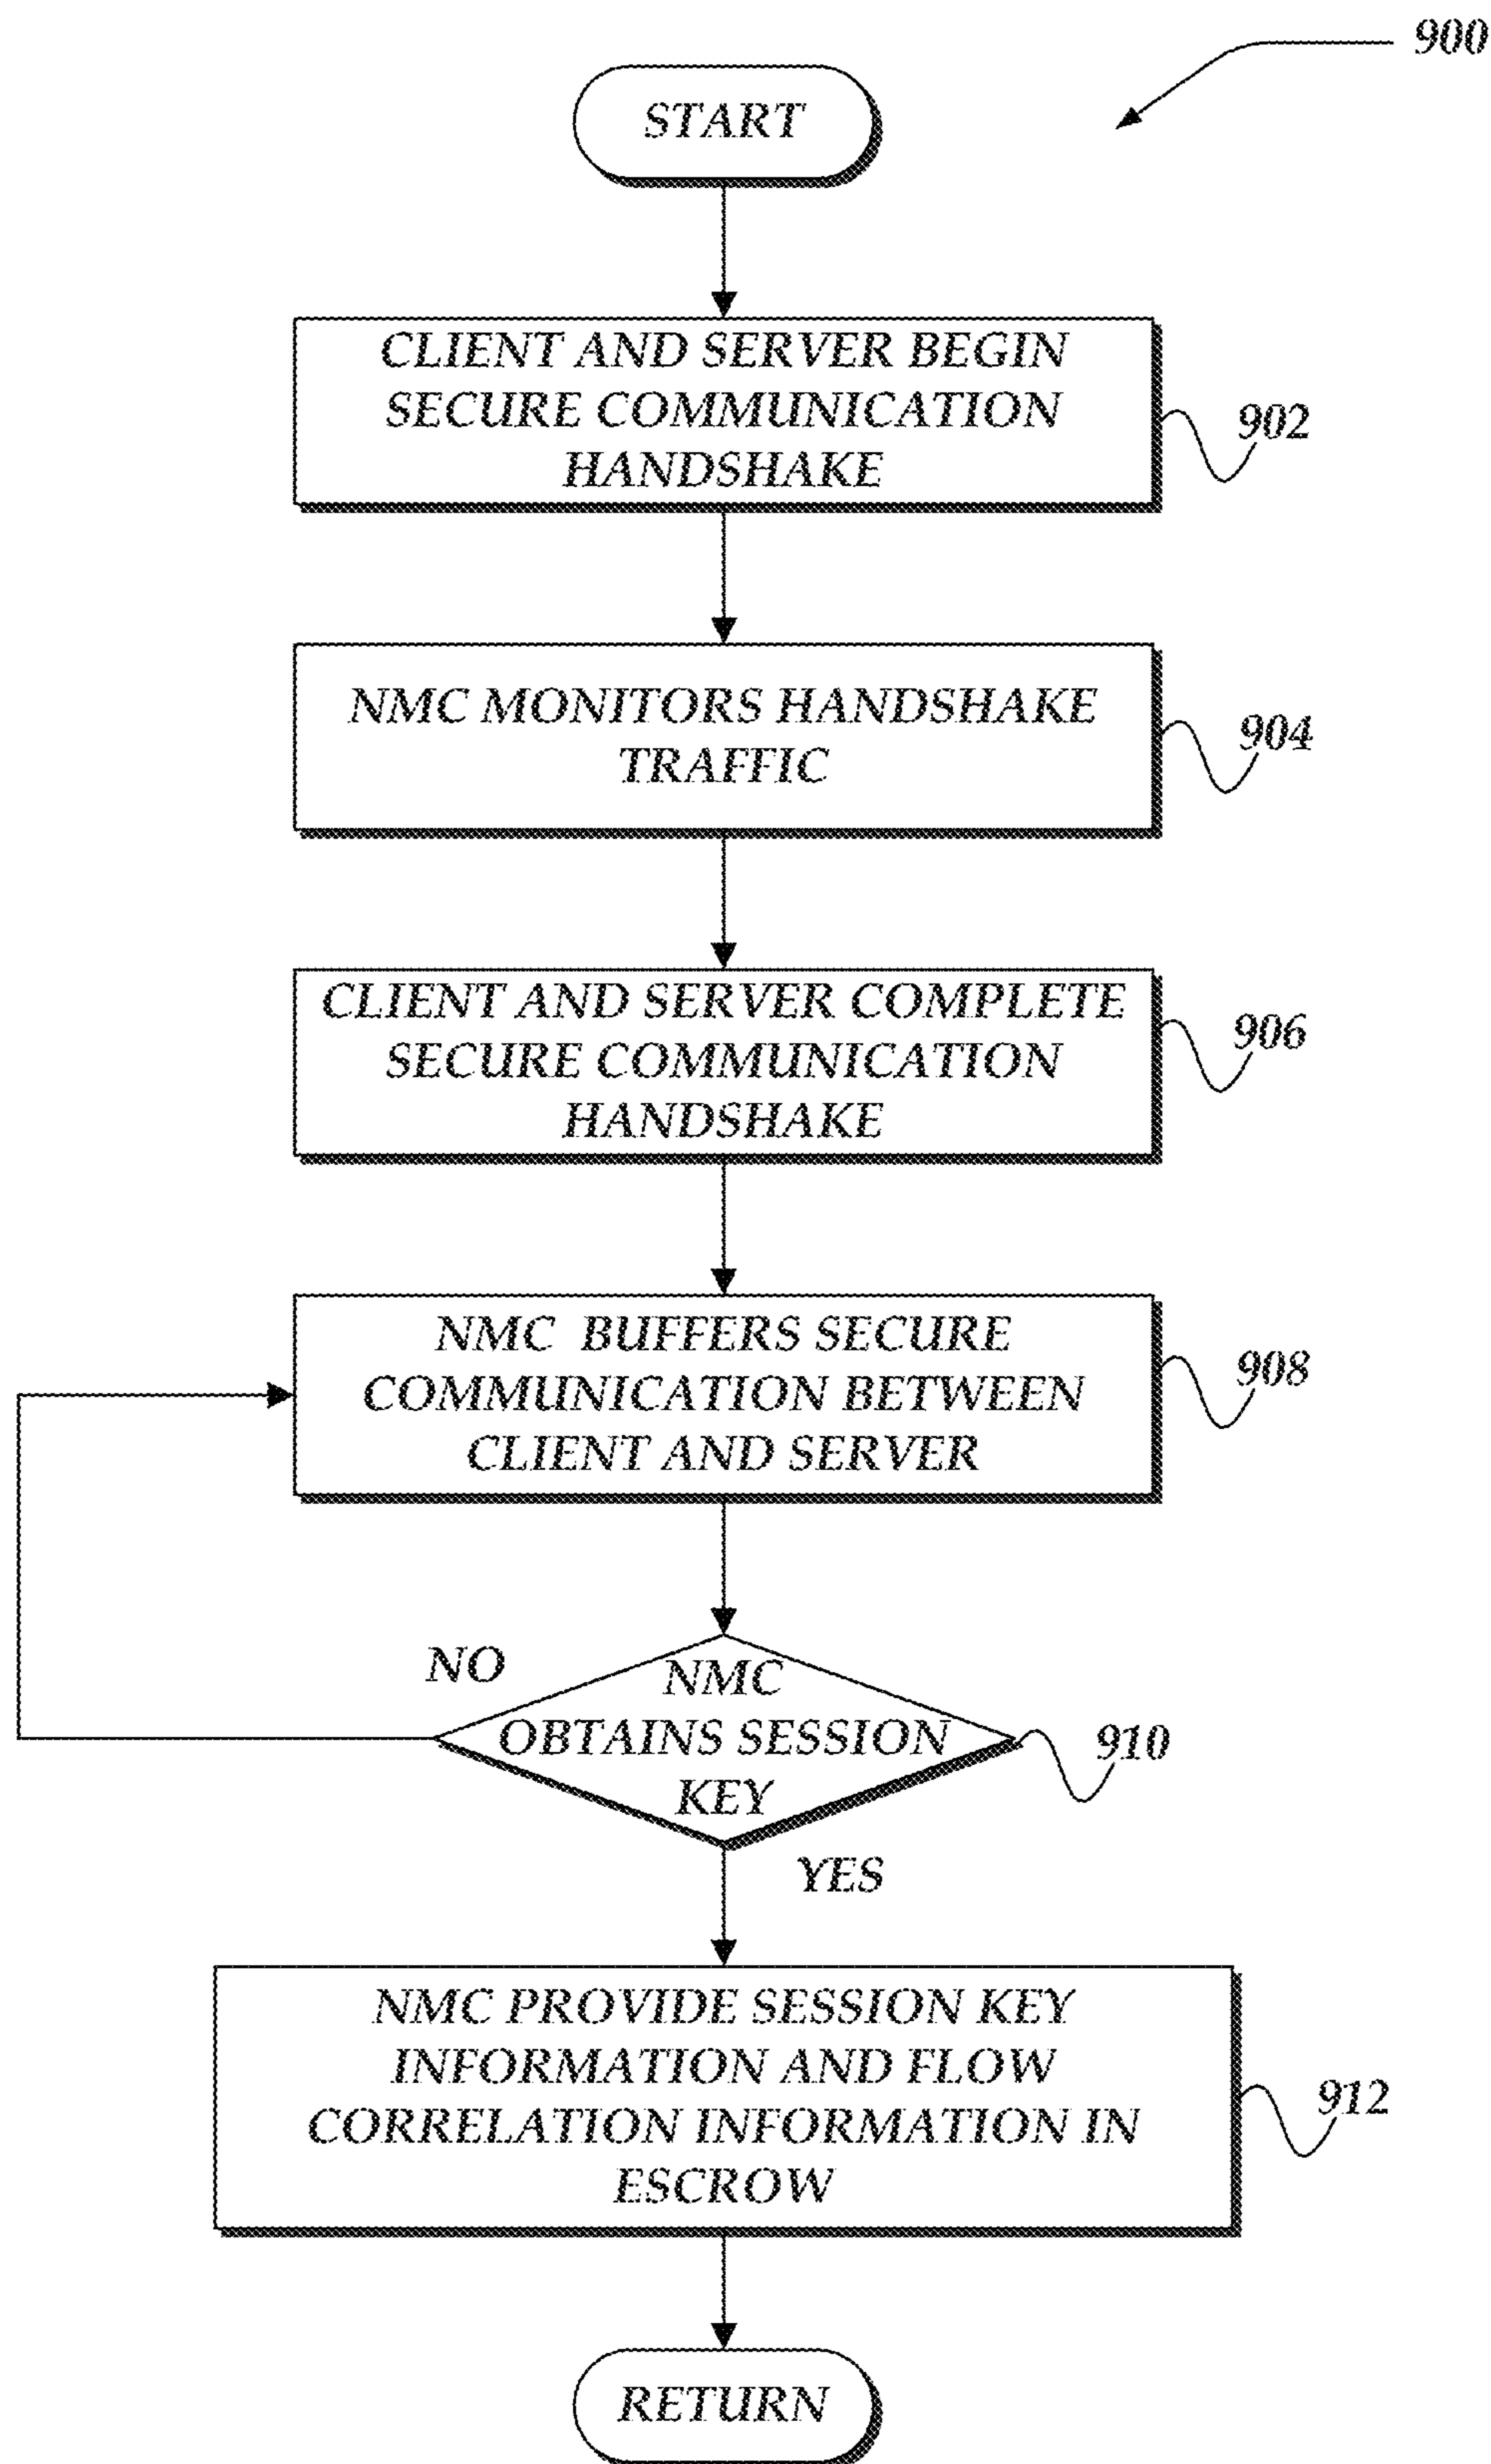 900
START
CLIENT AND SERVER BEGIN
SECURE COMMUNICATION
HANDSHAKE
902
NMC MONITORS HANDSHAKE
TRAFFIC
904
CLIENT AND SERVER COMPLETE
SECURE COMMUNICATION
HANDSHAKE
906
NMC BUFFERS SECURE
COMMUNICATION BETWEEN
CLIENT AND SERVER
908
NO
NMC
OBTAINS SESSION
KEY
910
YES
NMC PROVIDE SESSION KEY
INFORMATION AND FLOW
CORRELATION INFORMATION IN
ESCROW
912
RETURN